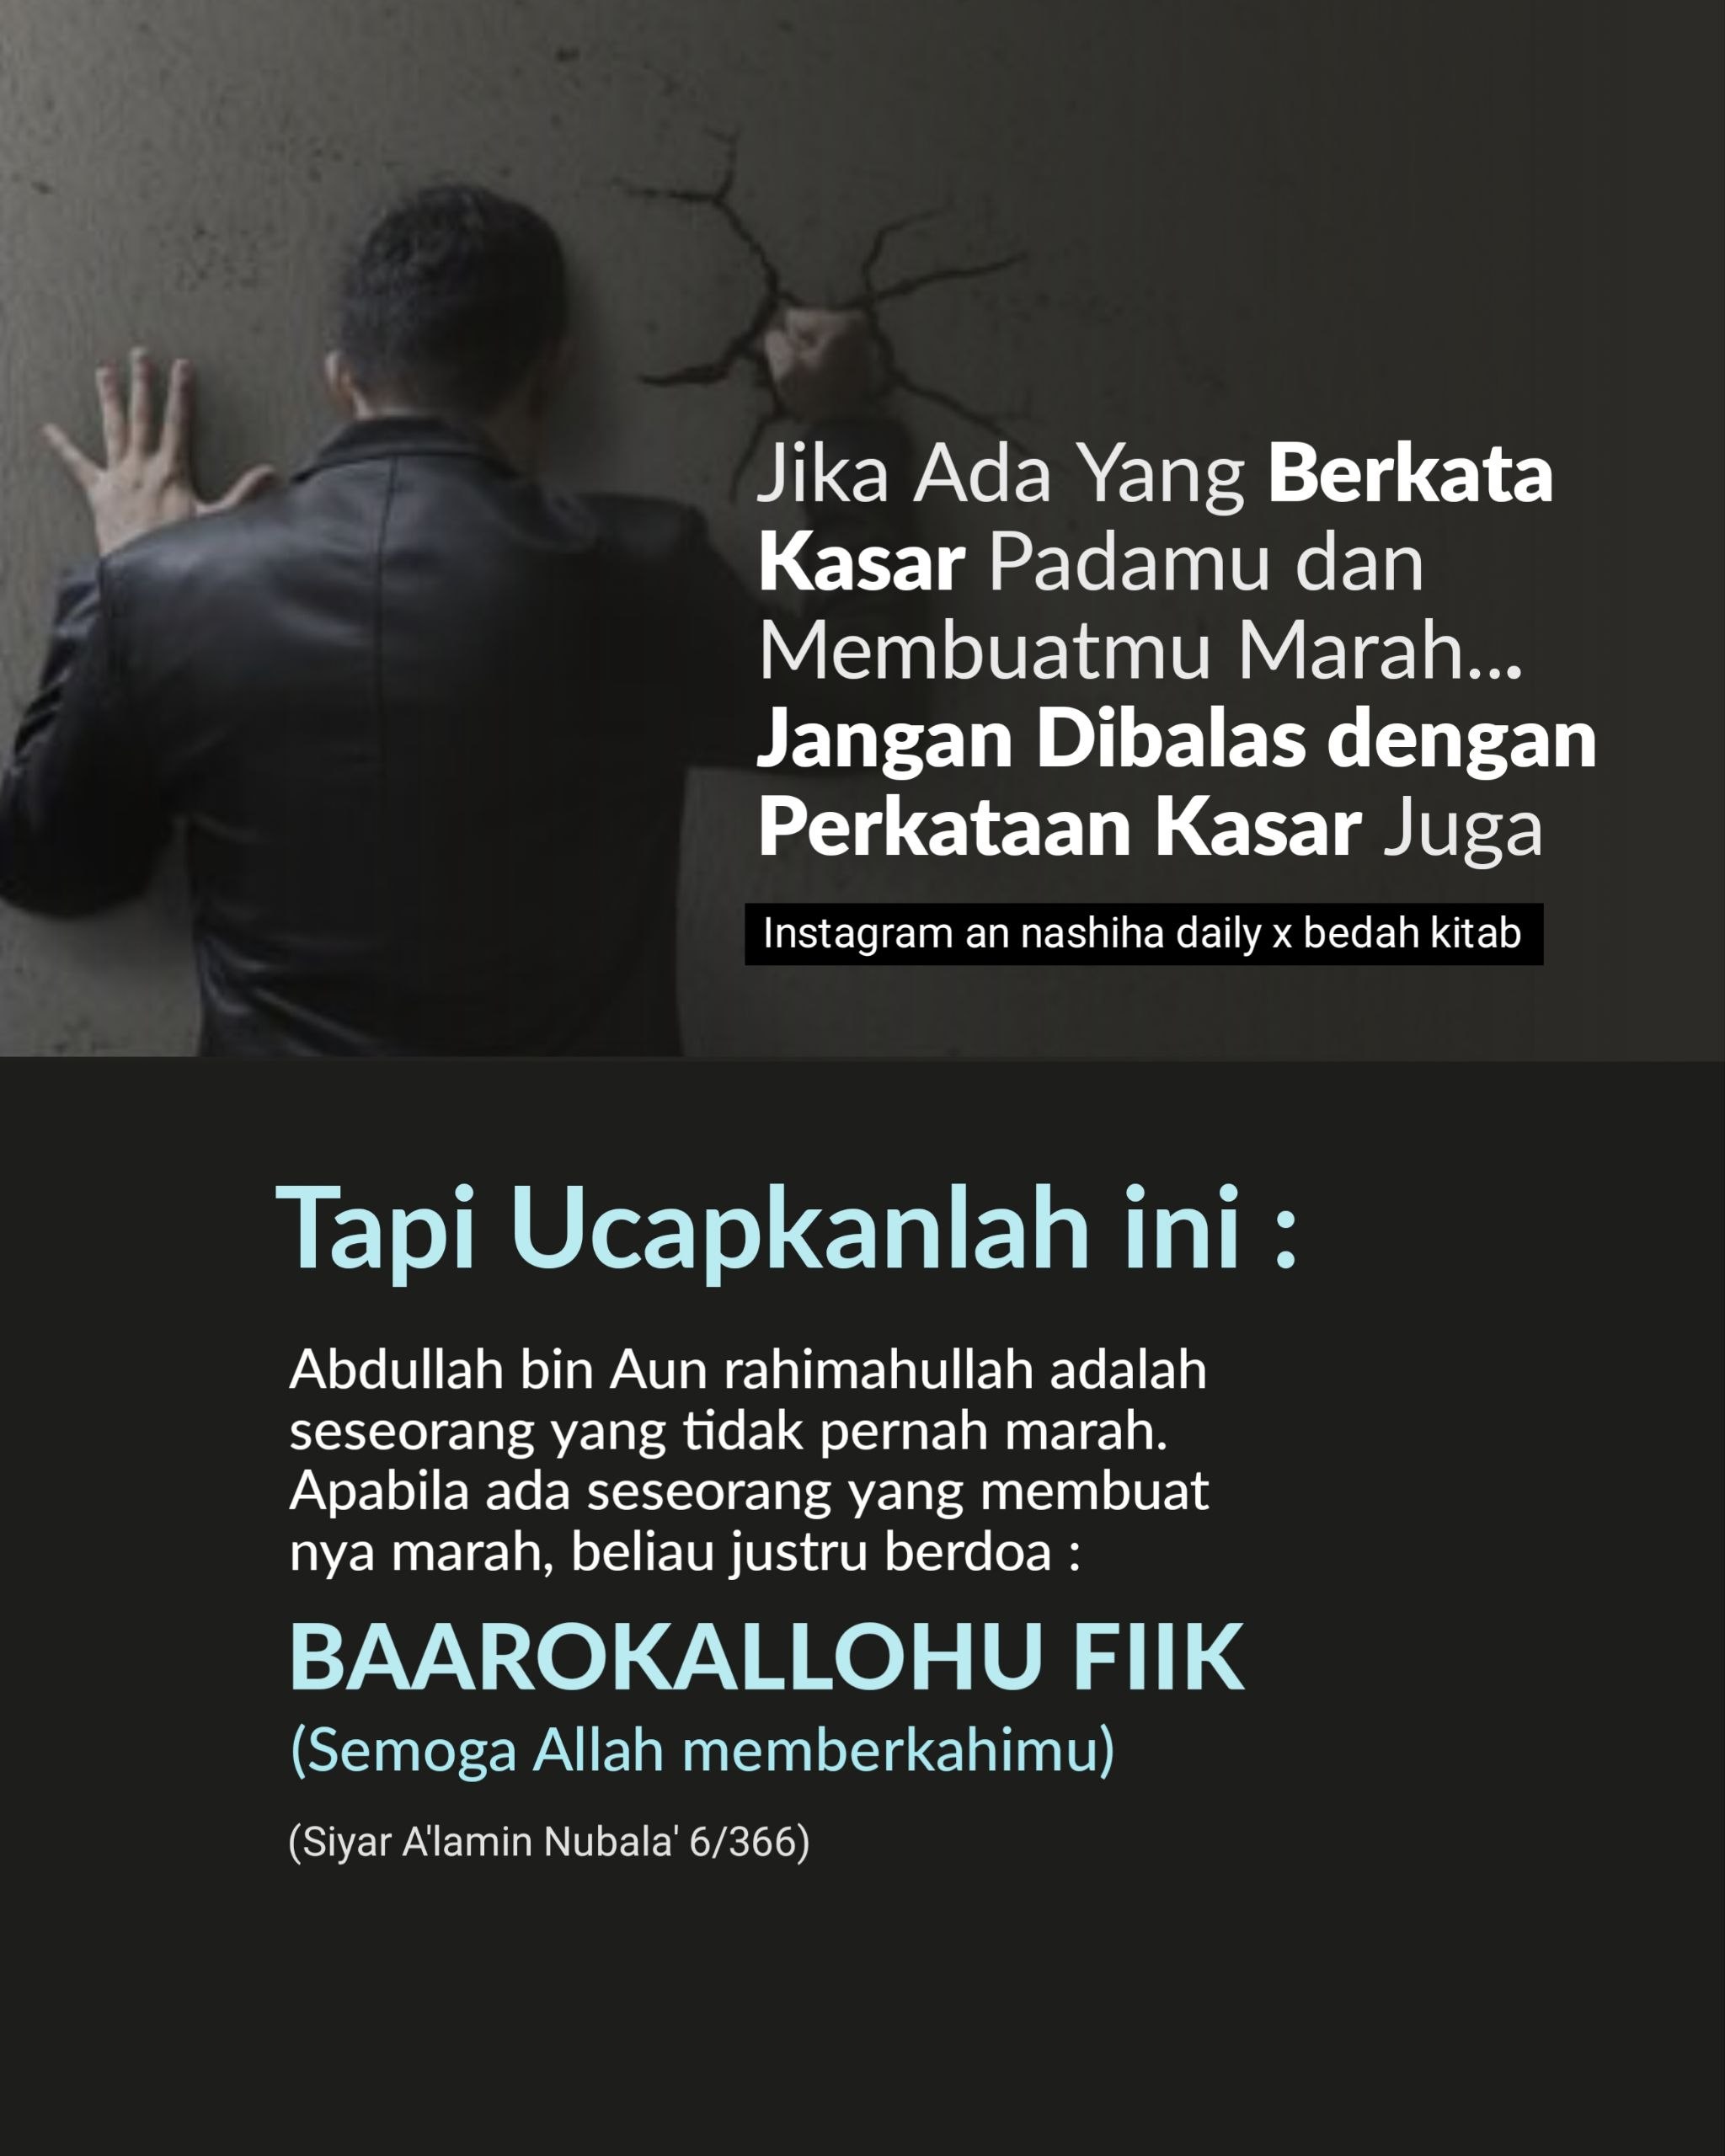 Jika Ada Yang Berkata
Kasar Padamu dan
Membuatmu Marah...
Jangan Dibalas dengan
Perkataan Kasar Juga
Instagram an nashiha daily x bedah kitab
Tapi Ucapkanlah ini :
Abdullah bin Aun rahimahullah adalah
seseorang yang tidak pernah marah.
Apabila ada seseorang yang membuat
nya marah, beliau justru berdoa :
BAAROKALLOHU FIIK
(Semoga Allah memberkahimu)
(Siyar A'lamin Nubala' 6/366)